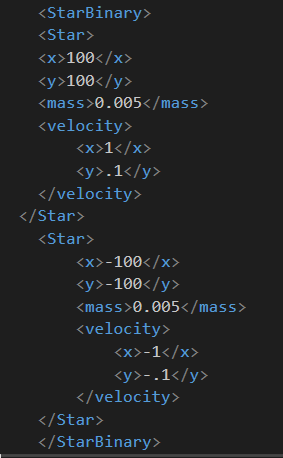 <StarBinary>
<Star>
<x>100</x>
<y>100</y>
<mass>0.005</mass>
<velocity>
<x>1</x>
<y>.1</y>
</velocity>
</Star>
<Star>
<x>-100</x>
<y>-100</y>
<mass>0.005</mass>
<velocity>
<x>-1</x>
<y>-.1</y>
</velocity>
</Star>
</StarBinary>